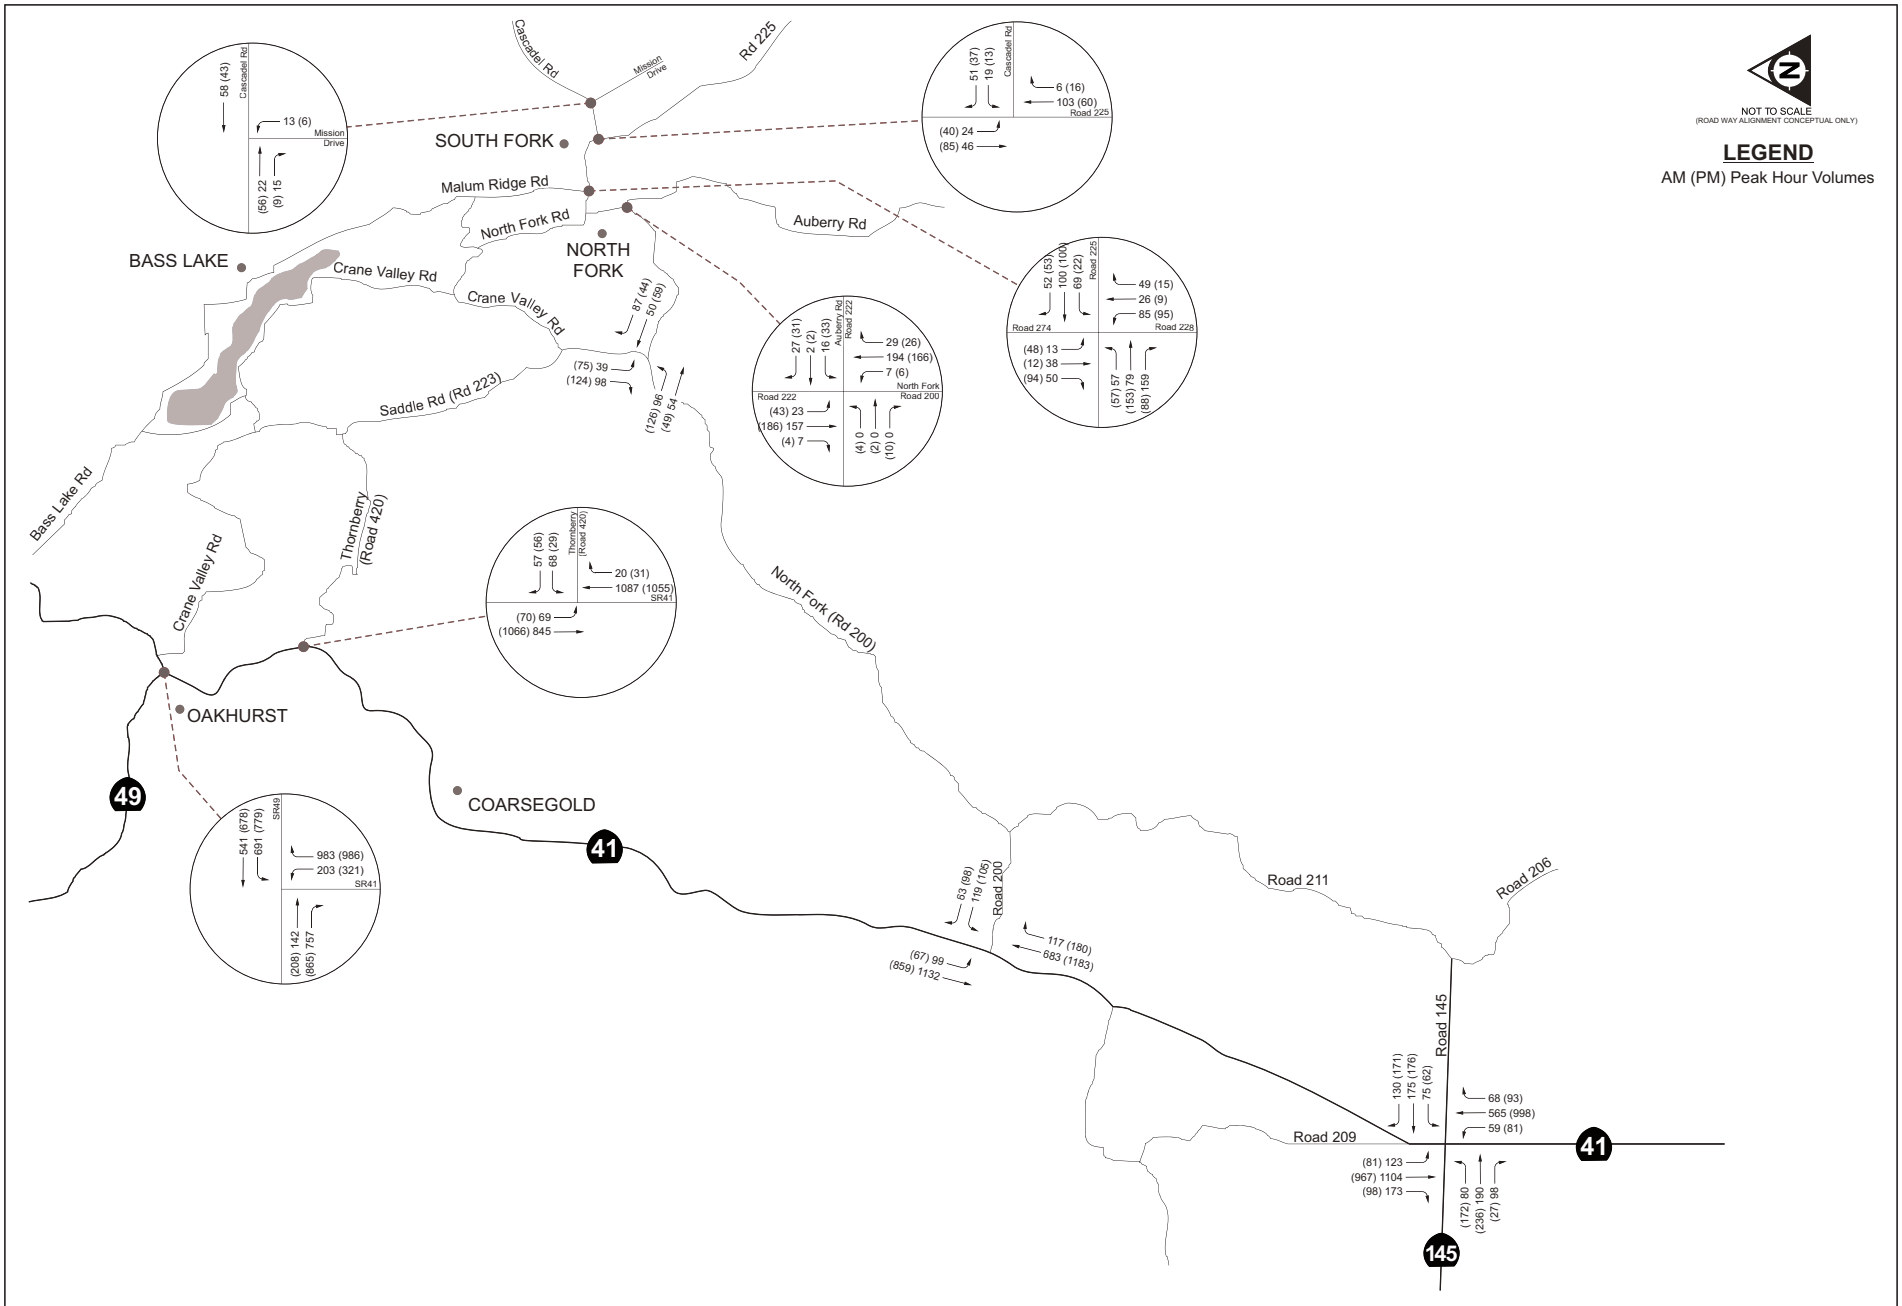 Cascadel Rd
Mission
Drive
Rd 225
58 (43)
Cascadel Rd
13 (6)
Mission
Drive
(56) 22
(9) 15
51 (37)
19 (13)
Cascadel Rd
6 (16)
103 (60)
Road 225
(40) 24
(85) 46
N
NOT TO SCALE
(ROAD WAY ALIGNMENT CONCEPTUAL ONLY)
LEGEND
AM (PM) Peak Hour Volumes
SOUTH FORK
Malum Ridge Rd
North Fork Rd
NORTH
FORK
Auberry Rd
BASS LAKE
Crane Valley Rd
Crane Valley Rd
87 (44)
50 (59)
(75) 39
(124) 98
(126) 96
(49) 54
52 (53)
100 (100)
69 (22)
Road 225
49 (15)
26 (9)
85 (95)
Road 274
Road 228
(48) 13
(12) 38
(94) 50
(57) 57
(153) 79
(88) 159
27 (31)
2 (2)
16 (33)
Auberry Rd
Road 222
29 (26)
194 (166)
7 (6)
North Fork
Road 222
Road 200
(43) 23
(186) 157
(4) 7
(4) 0
(2) 0
(10) 0
Saddle Rd (Rd 223)
Bass Lake Rd
Thornberry
(Road 420)
Crane Valley Rd
57 (56)
68 (29)
Thornberry
(Road 420)
20 (31)
1087 (1055)
SR41
(70) 69
(1066) 845
North Fork (Rd 200)
OAKHURST
49
COARSEGOLD
41
541 (678)
691 (779)
SR49
983 (986)
203 (321)
SR41
(208) 142
(865) 757
63 (98)
119 (105)
Road 200
117 (180)
683 (1183)
(67) 99
(859) 1132
Road 211
Road 206
Road 145
130 (171)
175 (176)
75 (62)
68 (93)
565 (998)
59 (81)
Road 209
41
(81) 123
(967) 1104
(98) 173
(172) 80
(236) 190
(27) 98
145